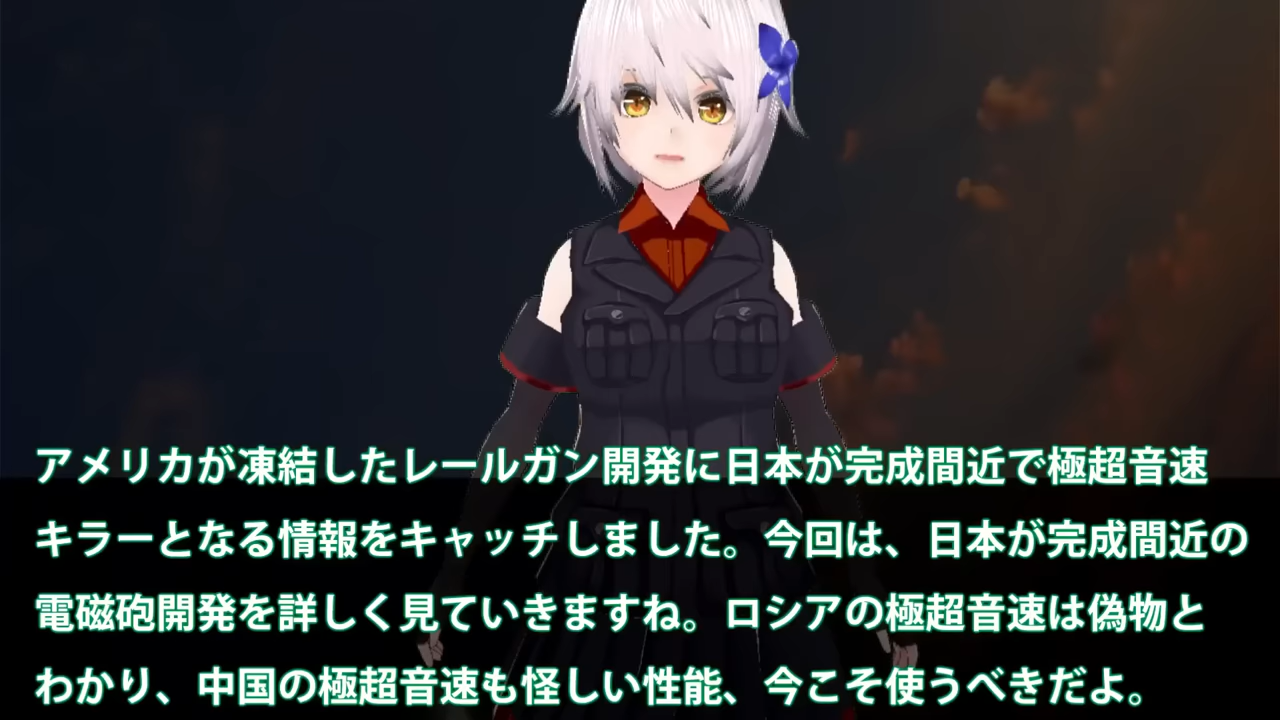 アメリカが凍結したレールガン開発に日本が完成間近で極超音速
キラーとなる情報をキャッチしました。今回は、日本が完成間近の
電磁砲開発を詳しく見ていきますね。ロシアの極超音速は偽物と
わかり、中国の極超音速も怪しい性能、今こそ使うべきだよ。